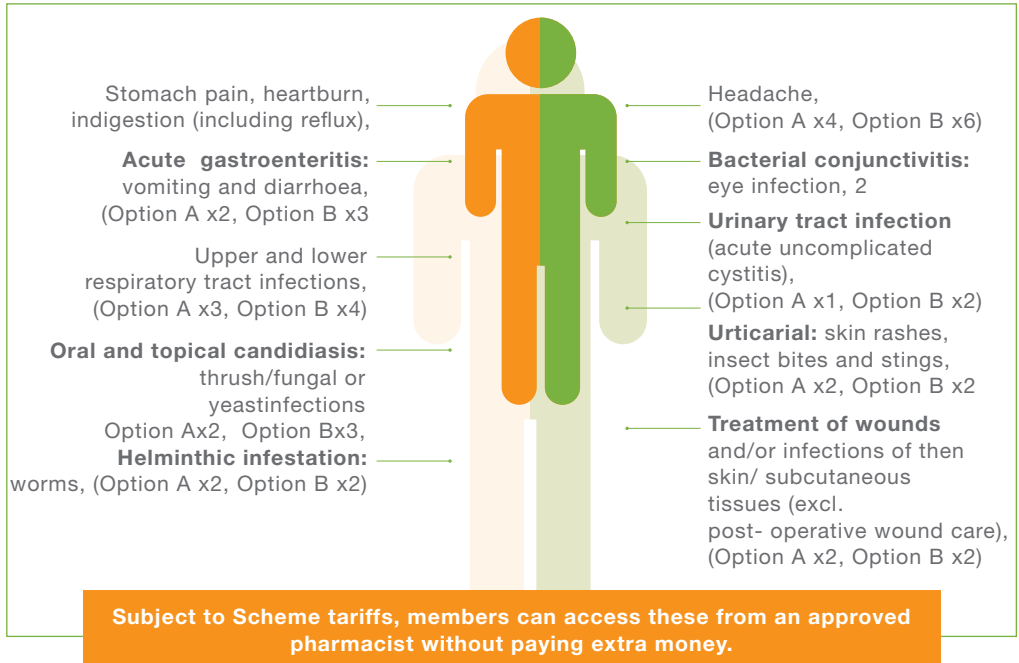 Stomach pain, heartburn,
indigestion (including reflux),
Acute gastroenteritis:
vomiting and diarrhoea,
(Option A x2, Option B x3
Upper and lower
respiratory tract infections,
(Option A x3, Option B x4)
Oral and topical candidiasis:
thrush/fungal or
yeastinfections
Option Ax2, Option Bx3,
Helminthic infestation:
worms, (Option A x2, Option B x2)
Headache,
(Option A x4, Option B x6)
Bacterial conjunctivitis:
eye infection, 2
Urinary tract infection
(acute uncomplicated
cystitis),
(Option A x1, Option B x2)
Urticarial: skin rashes,
insect bites and stings,
(Option A x2, Option B x2
Treatment of wounds
and/or infections of then
skin/ subcutaneous
tissues (excl.
post- operative wound care),
(Option A x2, Option B x2)
Subject to Scheme tariffs, members can access these from an approved
pharmacist without paying extra money.